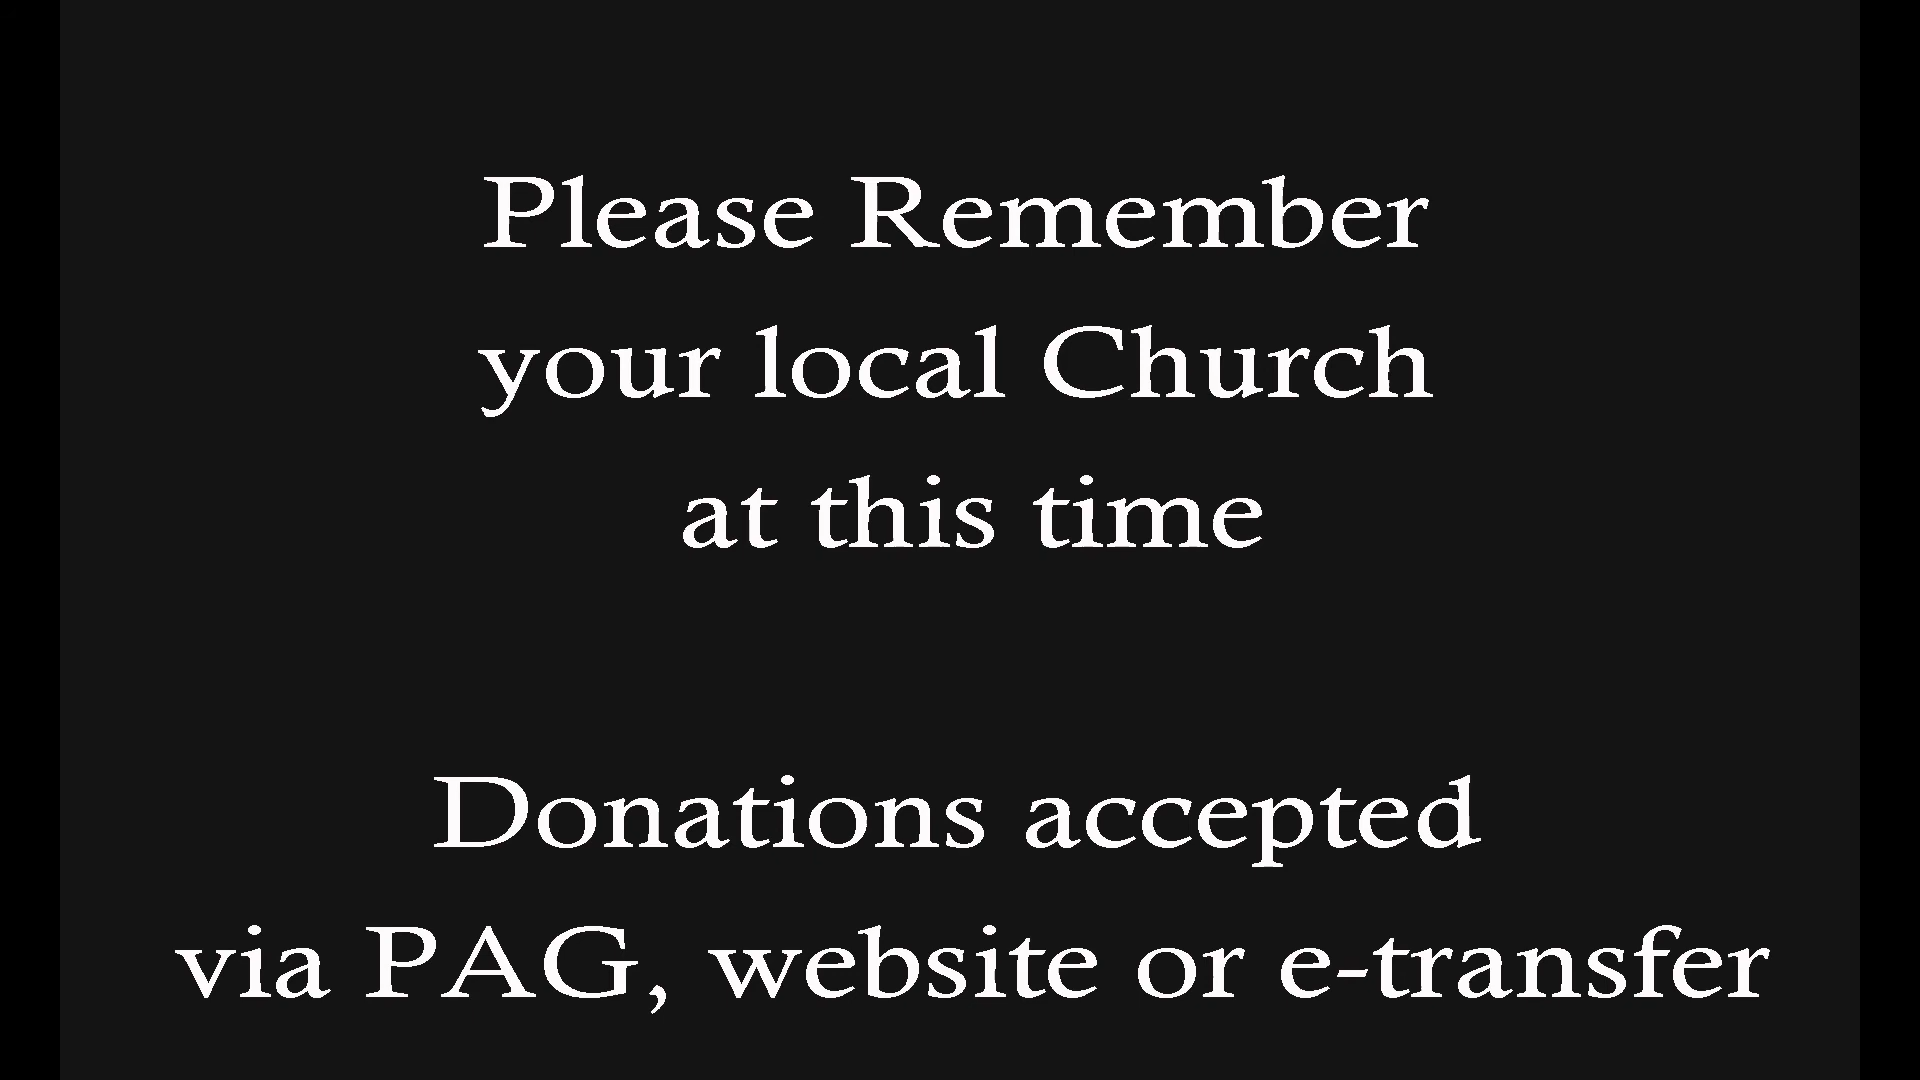 Please Remember
your local Church
at this time
Donations accepted
via PAG, website or e-transfer